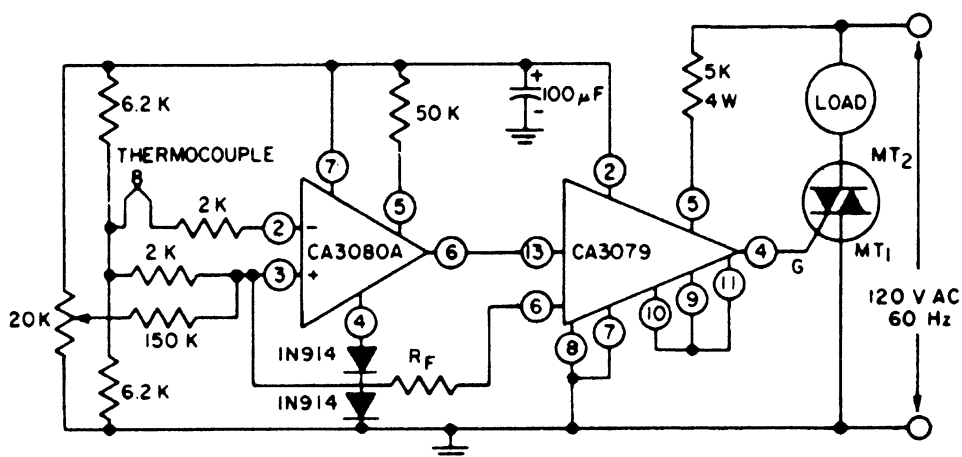 6.2 K
THERMOCOUPLE
2K
2 K
20K
150 K
6.2 K
50 K
+
100 μF
-
7
5
2
-
CA3080A
6
3
+
4
1N914
1N914
RF
2
5
13
CA3079
4
6
8
7
10
9
11
5K
4W
LOAD
MT2
MT1
G
120 V AC
60 Hz